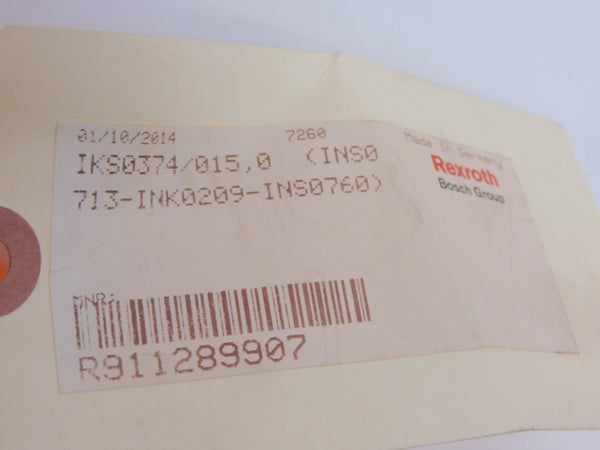 01/10/2014 7260 Made in Germany
IKS0374/015,0 (INS0
713-INK0209-INS0760)
Rexroth
Bosch Group
MNR:
R911289907